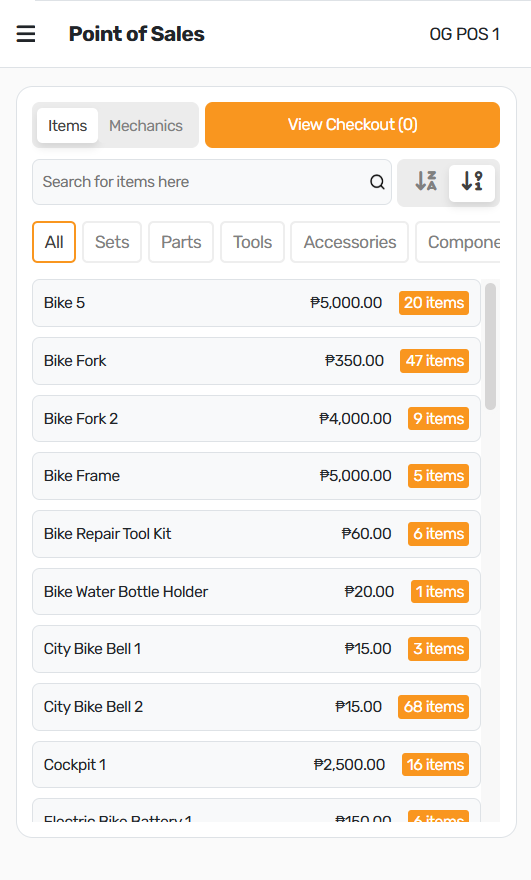 Point of Sales OG POS 1
Items Mechanics View Checkout (0)
Search for items here
All Sets Parts Tools Accessories Compone
Bike 5 ₱5,000.00 20 items
Bike Fork ₱350.00 47 items
Bike Fork 2 ₱4,000.00 9 items
Bike Frame ₱5,000.00 5 items
Bike Repair Tool Kit ₱60.00 6 items
Bike Water Bottle Holder ₱20.00 1 items
City Bike Bell 1 ₱15.00 3 items
City Bike Bell 2 ₱15.00 68 items
Cockpit 1 ₱2,500.00 16 items
Electric Bike Battery 1 ₱150.00 6 items